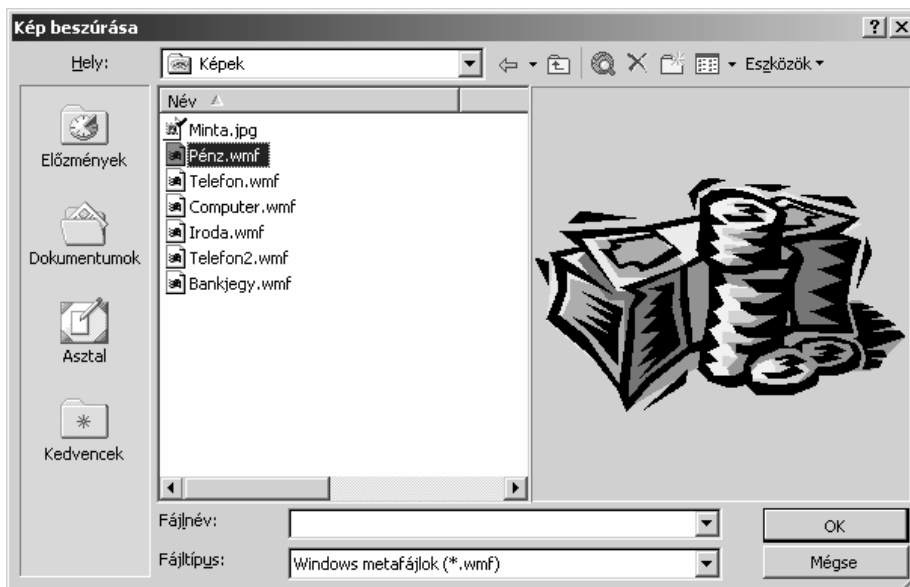 Kép beszúrása
Hely:
Képek
Eszközök
Előzmények
Dokumentumok
Asztal
Kedvencek
Név
Minta.jpg
Pénz.wmf
Telefon.wmf
Computer.wmf
Iroda.wmf
Telefon2.wmf
Bankjegy.wmf
Fájlnév:
OK
Fájltípus:
Windows metafájlok (*.wmf)
Mégse